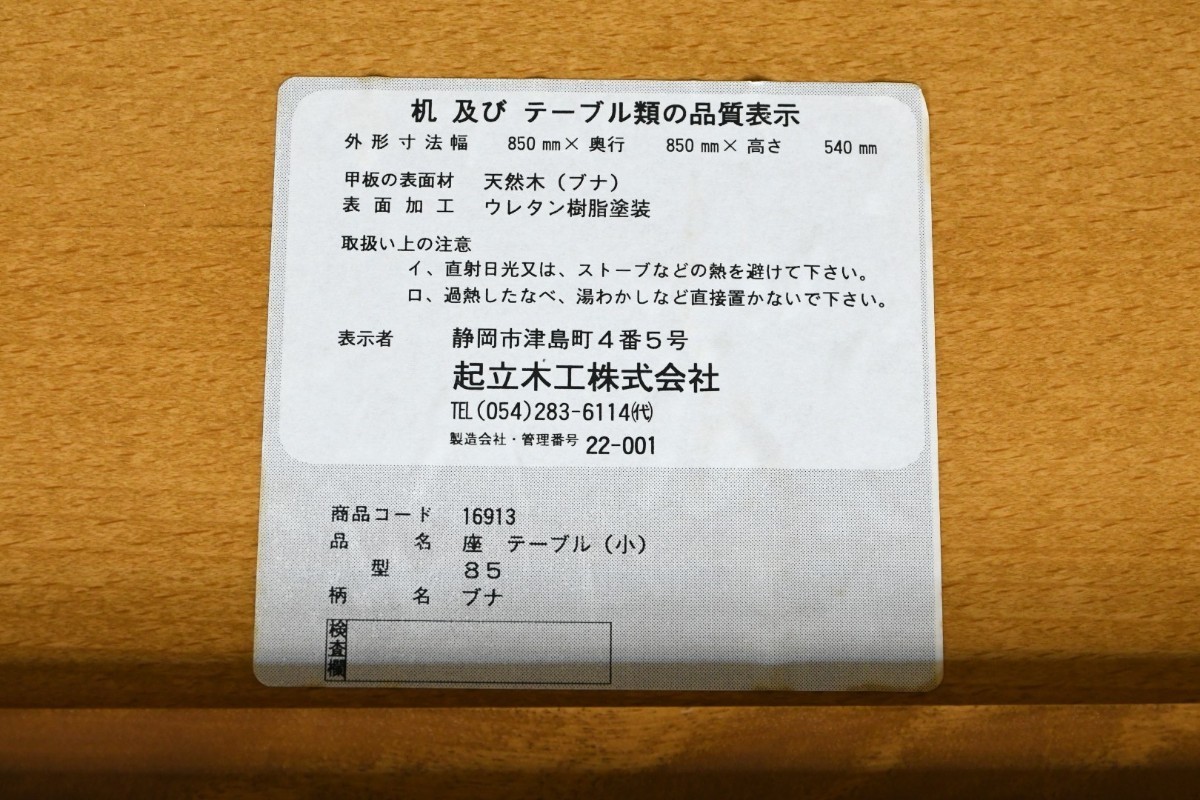 机 及び テーブル類の品質表示
外形寸法幅 850㎜× 奥行 850㎜× 高さ 540㎜
甲板の表面材 天然木（ブナ）
表面加工 ウレタン樹脂塗装
取扱い上の注意
イ、直射日光又は、ストーブなどの熱を避けて下さい。
ロ、過熱したなべ、湯わかしなど直接置かないで下さい。
表示者 静岡市津島町４番５号
起立木工株式会社
TEL(054)283-6114㈹
製造会社・管理番号 22-001
商品コード 16913
品名 座 テーブル（小）
型 ８５
柄名 ブナ
検査欄